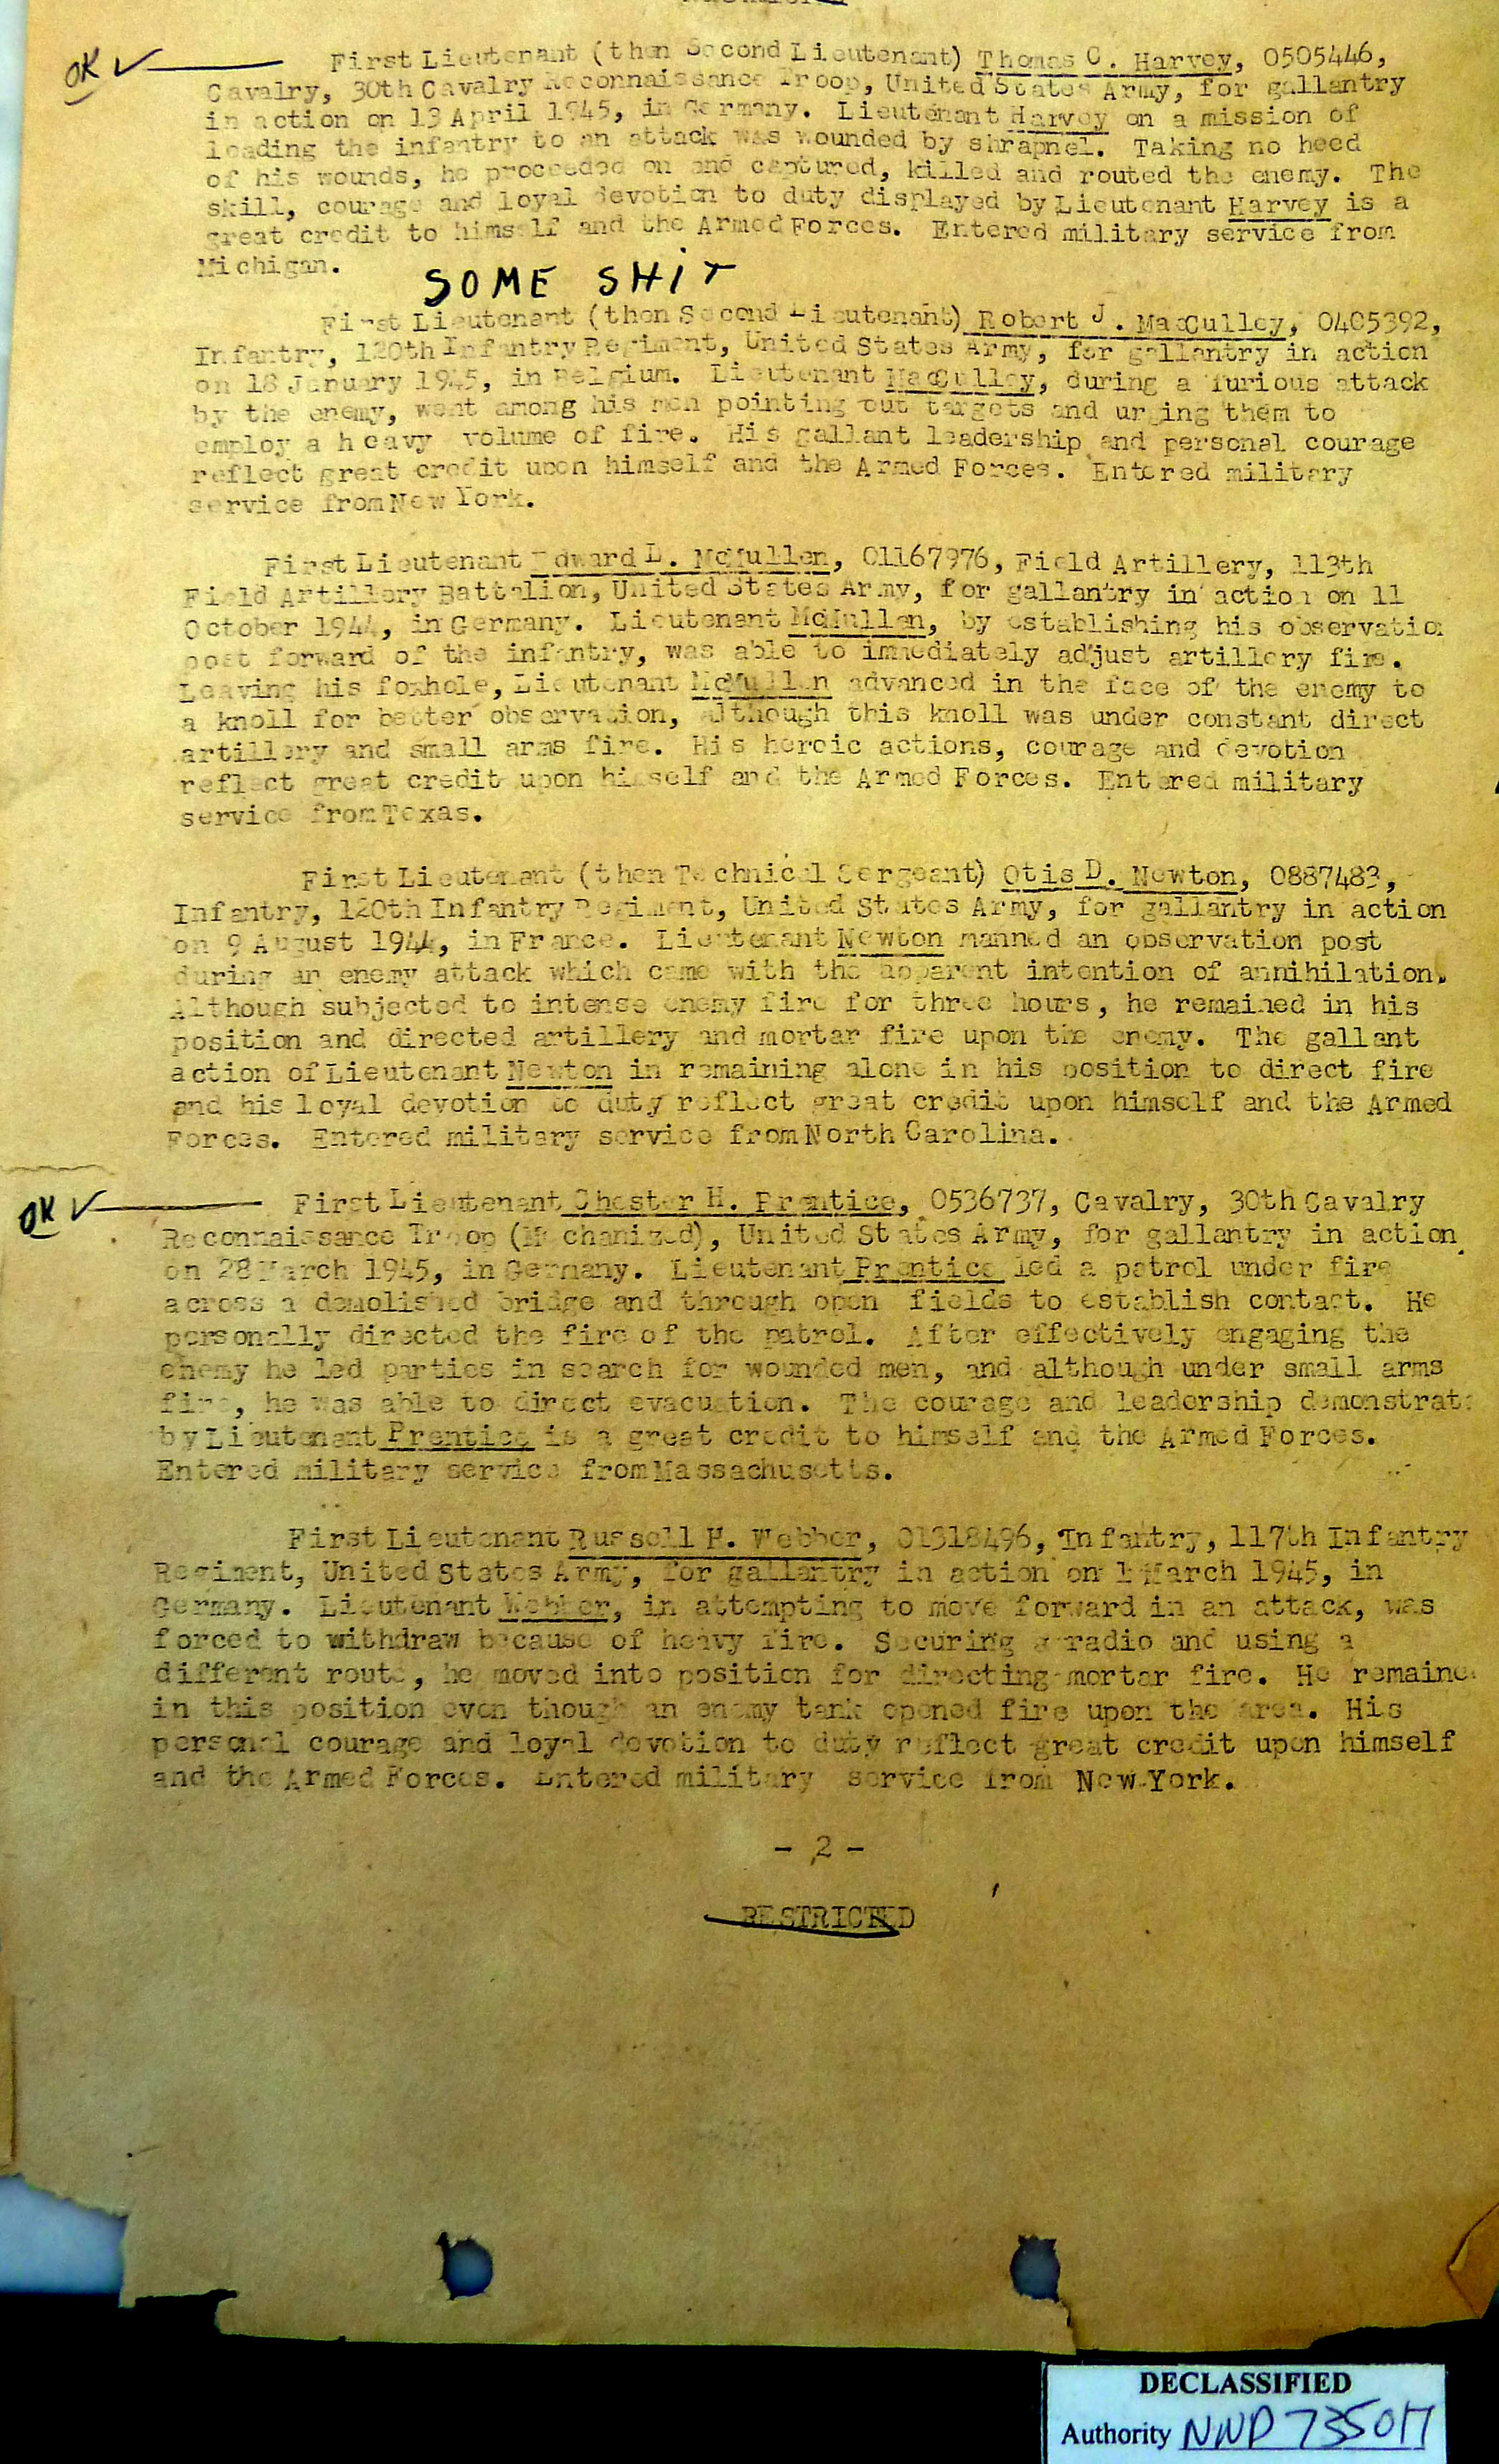 OK ✓ First Lieutenant (then Second Lieutenant) Thomas C. Harvey, 0505446,
Cavalry, 30th Cavalry Reconnaissance Troop, United States Army, for gallantry
in action on 13 April 1945, in Germany. Lieutenant Harvey on a mission of
leading the infantry to an attack was wounded by shrapnel. Taking no heed
of his wounds, he proceeded on and captured, killed and routed the enemy. The
skill, courage and loyal devotion to duty displayed by Lieutenant Harvey is a
great credit to himself and the Armed Forces. Entered military service from
Michigan.
SOME SHIT
First Lieutenant (then Second Lieutenant) Robert J. MacCulley, 0405392,
Infantry, 120th Infantry Regiment, United States Army, for gallantry in action
on 18 January 1945, in Belgium. Lieutenant MacCulley, during a furious attack
by the enemy, went among his men pointing out targets and urging them to
employ a heavy volume of fire. His gallant leadership and personal courage
reflect great credit upon himself and the Armed Forces. Entered military
service from New York.
First Lieutenant Edward L. McMullen, 01167976, Field Artillery, 113th
Field Artillery Battalion, United States Army, for gallantry in action on 11
October 1944, in Germany. Lieutenant McMullen, by establishing his observation
post forward of the infantry, was able to immediately adjust artillery fire.
Leaving his foxhole, Lieutenant McMullen advanced in the face of the enemy to
a knoll for better observation, although this knoll was under constant direct
artillery and small arms fire. His heroic actions, courage and devotion
reflect great credit upon himself and the Armed Forces. Entered military
service from Texas.
First Lieutenant (then Technical Sergeant) Otis D. Newton, 0887483,
Infantry, 120th Infantry Regiment, United States Army, for gallantry in action
on 9 August 1944, in France. Lieutenant Newton manned an observation post
during an enemy attack which came with the apparent intention of annihilation.
Although subjected to intense enemy fire for three hours, he remained in his
position and directed artillery and mortar fire upon the enemy. The gallant
action of Lieutenant Newton in remaining alone in his position to direct fire
and his loyal devotion to duty reflect great credit upon himself and the Armed
Forces. Entered military service from North Carolina.
OK ✓ First Lieutenant Chester H. Prentice, 0536737, Cavalry, 30th Cavalry
Reconnaissance Troop (Mechanized), United States Army, for gallantry in action
on 28 March 1945, in Germany. Lieutenant Prentice led a patrol under fire
across a demolished bridge and through open fields to establish contact. He
personally directed the fire of the patrol. After effectively engaging the
enemy he led parties in search for wounded men, and although under small arms
fire, he was able to direct evacuation. The courage and leadership demonstrate
by Lieutenant Prentice is a great credit to himself and the Armed Forces.
Entered military service from Massachusetts.
First Lieutenant Russell H. Webber, 01318496, Infantry, 117th Infantry
Regiment, United States Army, for gallantry in action on 1 March 1945, in
Germany. Lieutenant Webber, in attempting to move forward in an attack, was
forced to withdraw because of heavy fire. Securing a radio and using a
different route, he moved into position for directing mortar fire. He remained
in this position even though an enemy tank opened fire upon the area. His
personal courage and loyal devotion to duty reflect great credit upon himself
and the Armed Forces. Entered military service from New York.
- 2 -
RESTRICTED
DECLASSIFIED
Authority NND 735017